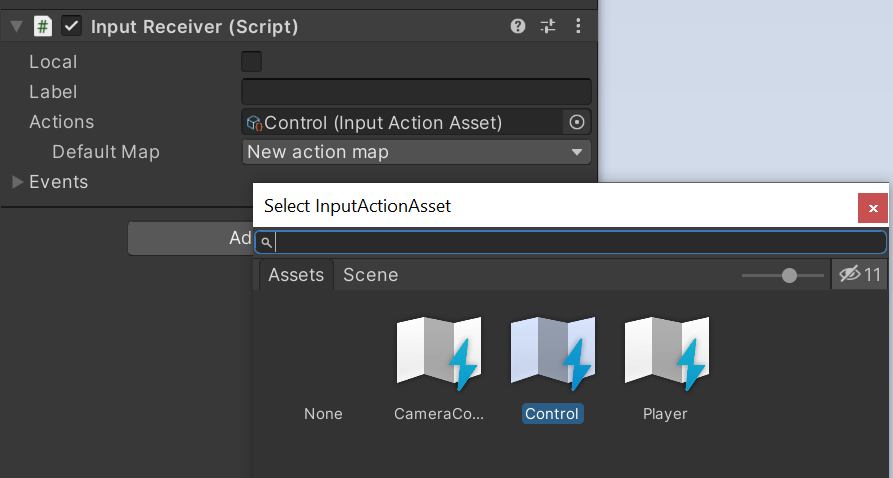 Input Receiver (Script)
Local
Label
Actions
Control (Input Action Asset)
Default Map
New action map
Events
Select InputActionAsset
Ad
Assets
Scene
11
None
CameraCo...
Control
Player